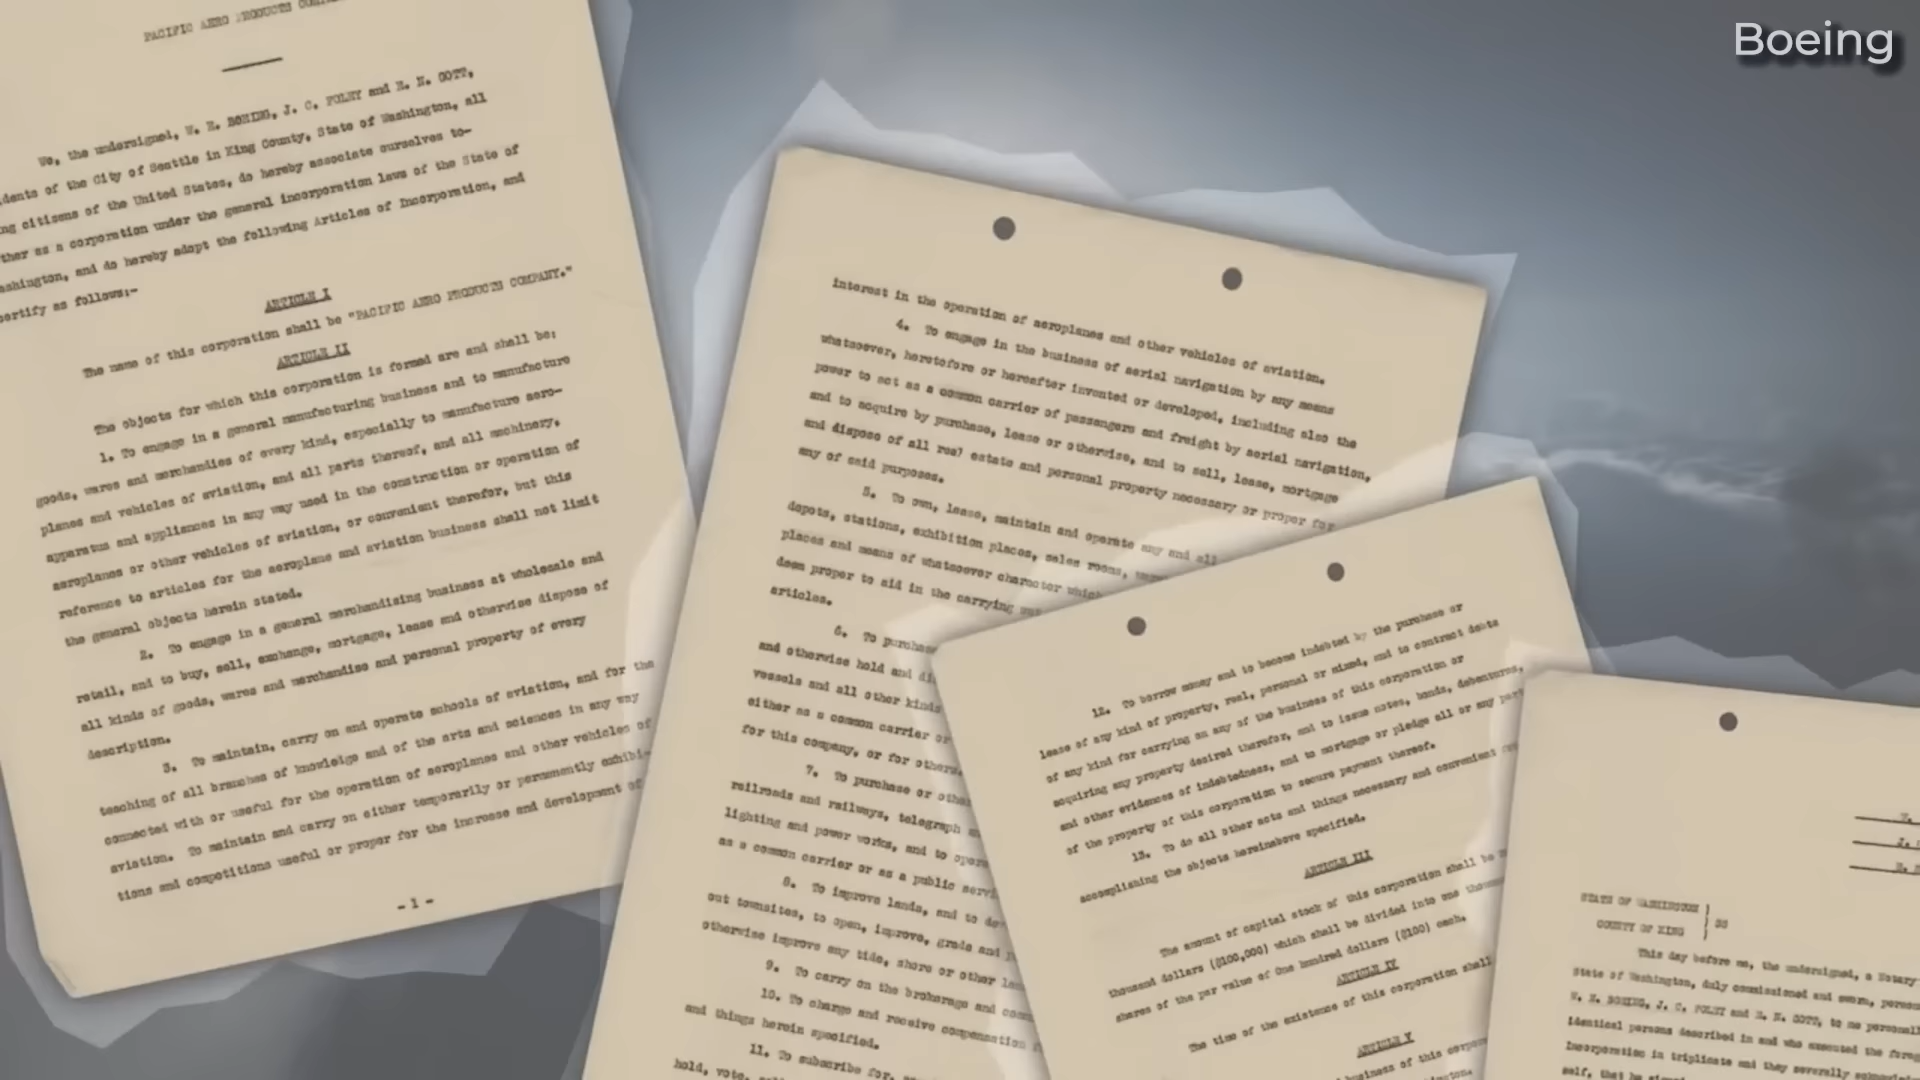 Boeing
PACIFIC AERO PRODUCTS
We, the undersigned, W. E. BOEING, J. C. FOLEY and E. N. GOTT,
dents of the City of Seattle in King County, State of Washington, all
ng citizens of the United States, do hereby associate ourselves to-
ther as a corporation under the general incorporation laws of the State of
ashington, and do hereby adopt the following Articles of Incorporation, and
ertify as follows:-
ARTICLE I
The name of this corporation shall be "PACIFIC AERO PRODUCTS COMPANY."
ARTICLE II
The objects for which this corporation is formed are and shall be:
1. To engage in a general manufacturing business and to manufacture
goods, wares and merchandise of every kind, especially to manufacture aero-
planes and vehicles of aviation, and all parts thereof, and all machinery,
apparatus and appliances in any way used in the construction or operation of
aeroplanes or other vehicles of aviation, or convenient therefor, but this
reference to articles for the aeroplane and aviation business shall not limit
the general objects herein stated.
2. To engage in a general merchandising business at wholesale and
retail, and to buy, sell, exchange, mortgage, lease and otherwise dispose of
all kinds of goods, wares and merchandise and personal property of every
description.
3. To maintain, carry on and operate schools of aviation, and for the
teaching of all branches of knowledge and of the arts and sciences in any way
connected with or useful for the operation of aeroplanes and other vehicles of
aviation. To maintain and carry on either temporarily or permanently exhibi-
tions and competitions useful or proper for the increase and development of
- 1 -
interest in the operation of aeroplanes and other vehicles of aviation.
4. To engage in the business of aerial navigation by any means
whatsoever, heretofore or hereafter invented or developed, including also the
power to act as a common carrier of passengers and freight by aerial navigation,
and to acquire by purchase, lease or otherwise, and to sell, lease, mortgage
and dispose of all real estate and personal property necessary or proper for
any of said purposes.
5. To own, lease, maintain and operate any and all
depots, stations, exhibition places, sales rooms,
places and means of whatsoever character which
deem proper to aid in the carrying
articles.
6. To purchase
and otherwise hold and
vessels and all other kinds
either as a common carrier or
for this company, or for others.
7. To purchase or
railroads and railways, telegraph
lighting and power works, and to
as a common carrier or as a public
8. To improve lands, and to
out townsites, to open, improve, grade and
otherwise improve any tide, shore or other
9. To carry on the brokerage and
10. To charge and receive compensation
and things herein specified.
11. To subscribe for,
hold, vote,
12. To borrow money and to become indebted by the purchase or
lease of any kind of property, real, personal or mixed, and to contract debts
of any kind for carrying on any of the business of this corporation or
acquiring any property desired therefor, and to issue notes, bonds, debentures,
and other evidences of indebtedness, and to mortgage or pledge all or any part
of the property of this corporation to secure payment thereof.
13. To do all other acts and things necessary and convenient
accomplishing the objects hereinabove specified.
ARTICLE III
The amount of capital stock of this corporation shall be
thousand dollars ($100,000) which shall be divided into one
shares of the par value of One hundred dollars ($100) each.
ARTICLE IV
The time of the existence of this corporation shall
ARTICLE V
business of this
STATE OF WASHINGTON )
) SS
COUNTY OF KING )
This day before me, the undersigned, a Notary
State of Washington, duly commissioned and sworn,
W. E. BOEING, J. C. FOLEY and E. N. GOTT, to me
identical persons described in and who executed the
Incorporation in triplicate and they severally
self, that he